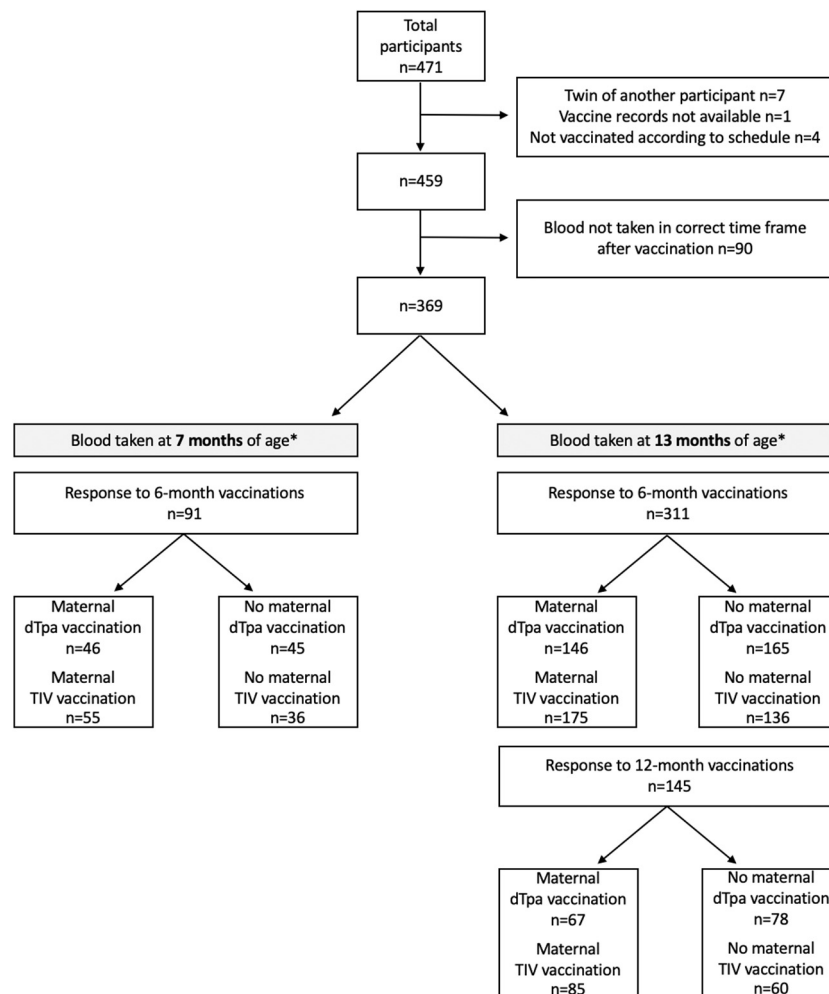 Total
participants
n=471
Twin of another participant n=7
Vaccine records not available n=1
Not vaccinated according to schedule n=4
n=459
Blood not taken in correct time frame
after vaccination n=90
n=369
Blood taken at 7 months of age*
Blood taken at 13 months of age*
Response to 6-month vaccinations
n=91
Response to 6-month vaccinations
n=311
Maternal
dTpa vaccination
n=46
Maternal
TIV vaccination
n=55
No maternal
dTpa vaccination
n=45
No maternal
TIV vaccination
n=36
Maternal
dTpa vaccination
n=146
Maternal
TIV vaccination
n=175
No maternal
dTpa vaccination
n=165
No maternal
TIV vaccination
n=136
Response to 12-month vaccinations
n=145
Maternal
dTpa vaccination
n=67
Maternal
TIV vaccination
n=85
No maternal
dTpa vaccination
n=78
No maternal
TIV vaccination
n=60